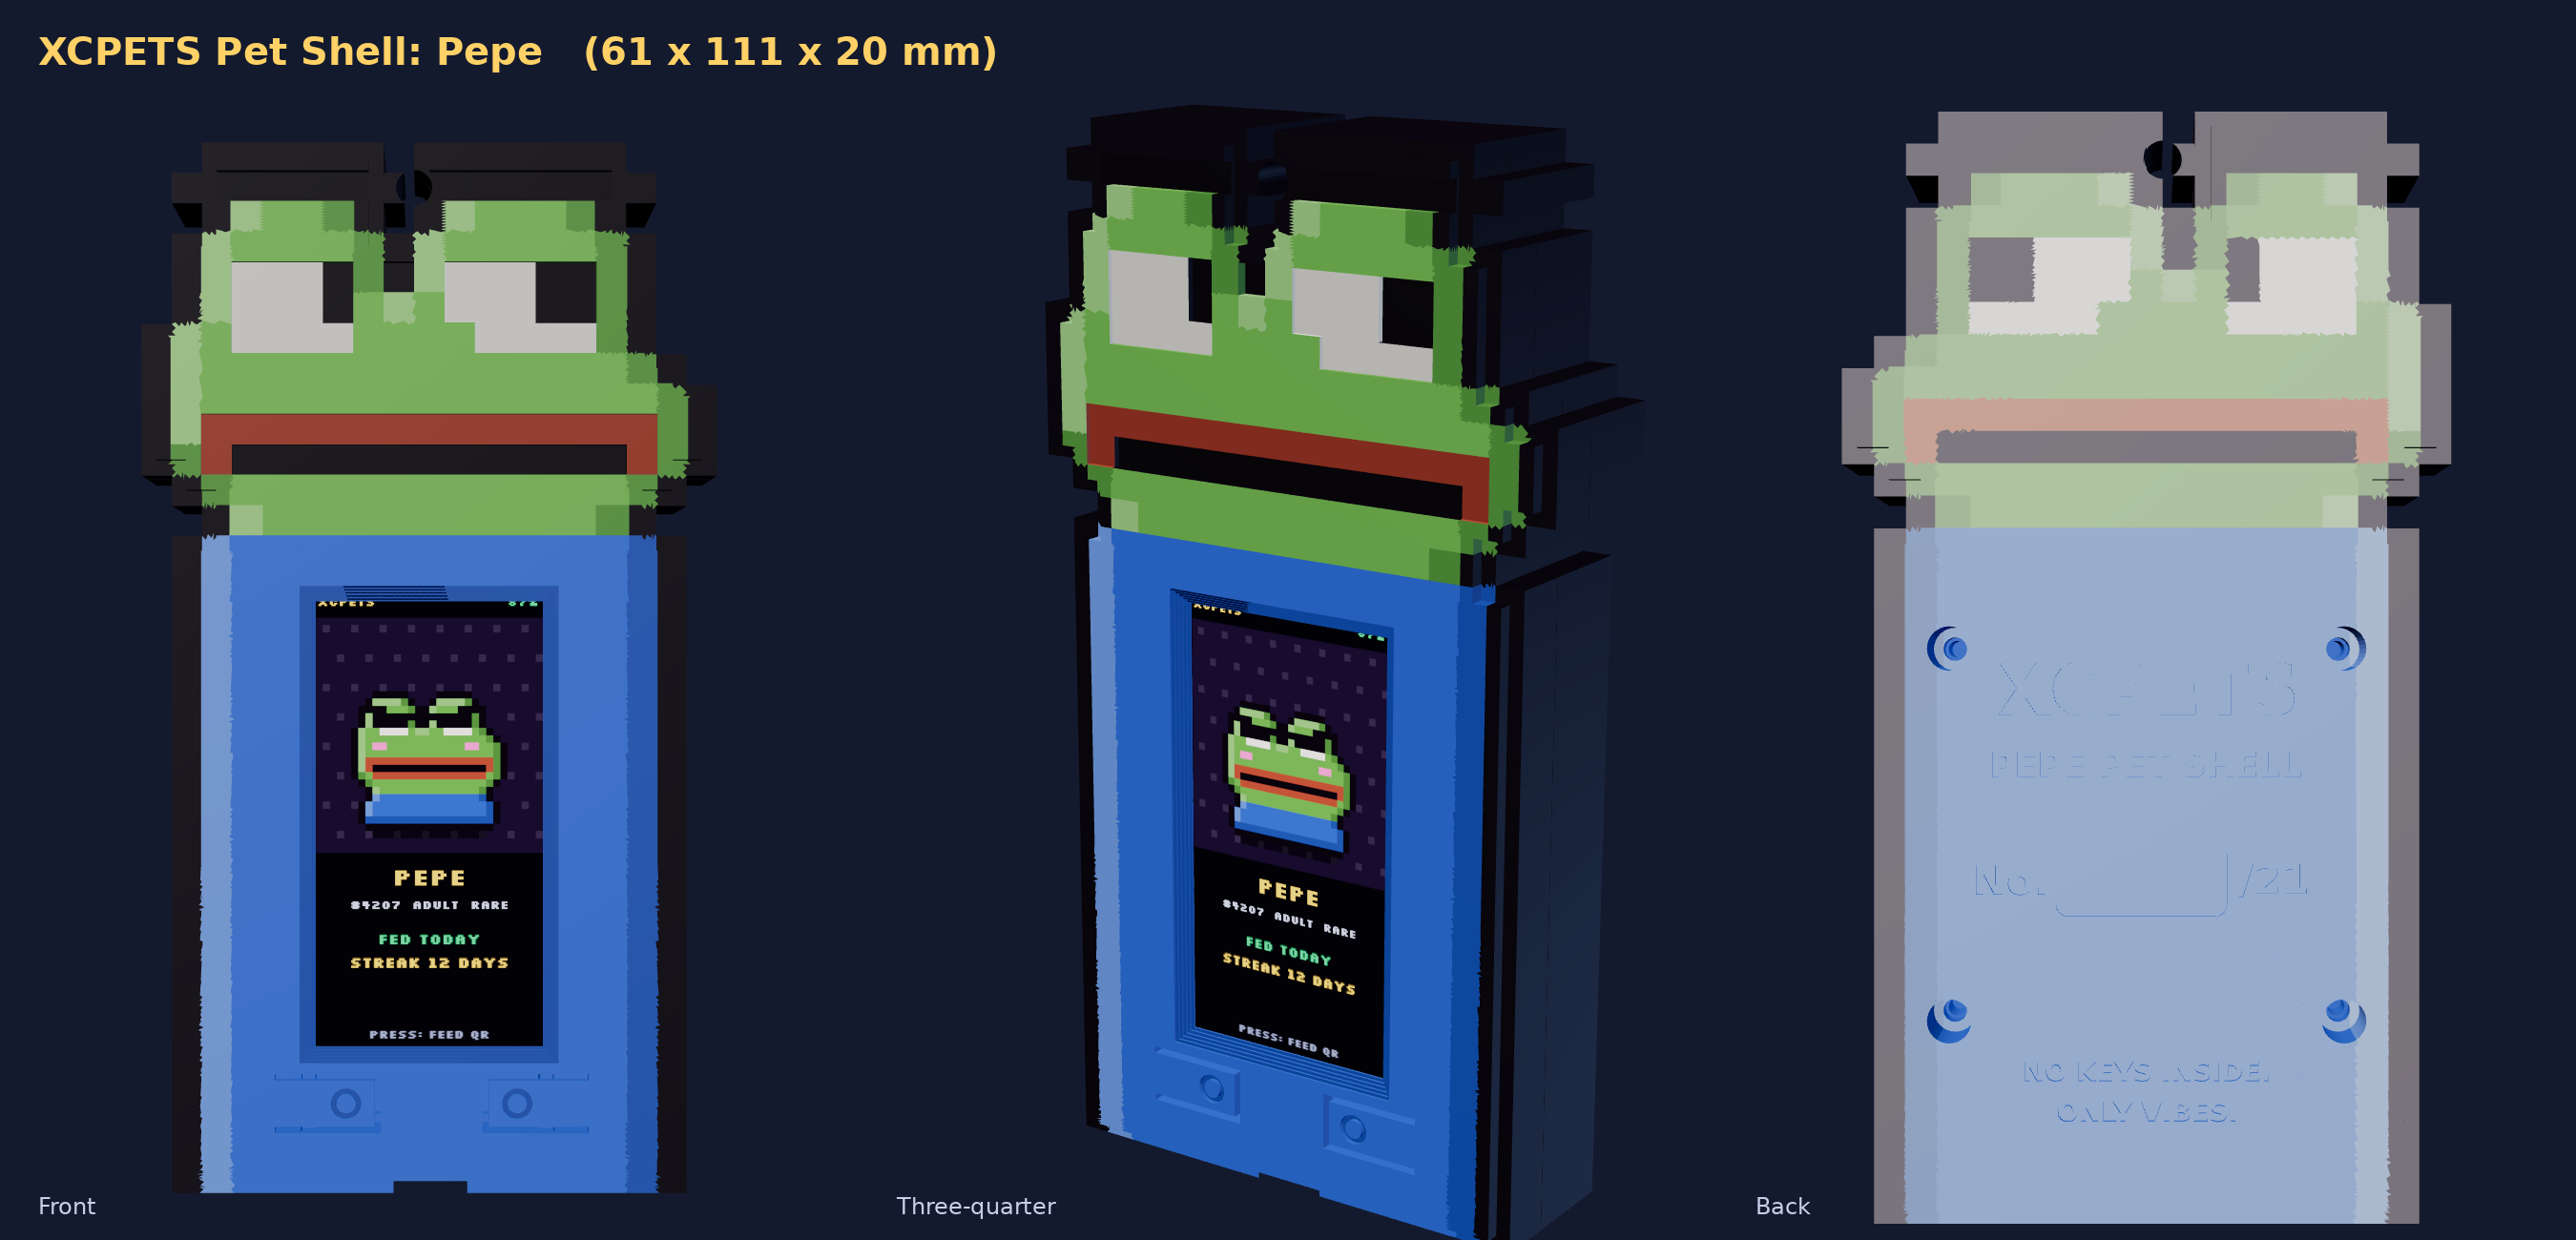 XCPETS Pet Shell: Pepe (61 x 111 x 20 mm)
XCPETS
PEPE
#4207 ADULT RARE
FED TODAY
STREAK 12 DAYS
PRESS: FEED QR
Front
XCPETS
PEPE
#4207 ADULT RARE
FED TODAY
STREAK 12 DAYS
PRESS: FEED QR
Three-quarter
XCPETS
PEPE PET SHELL
No. /21
NO KEYS INSIDE.
ONLY VIBES.
Back